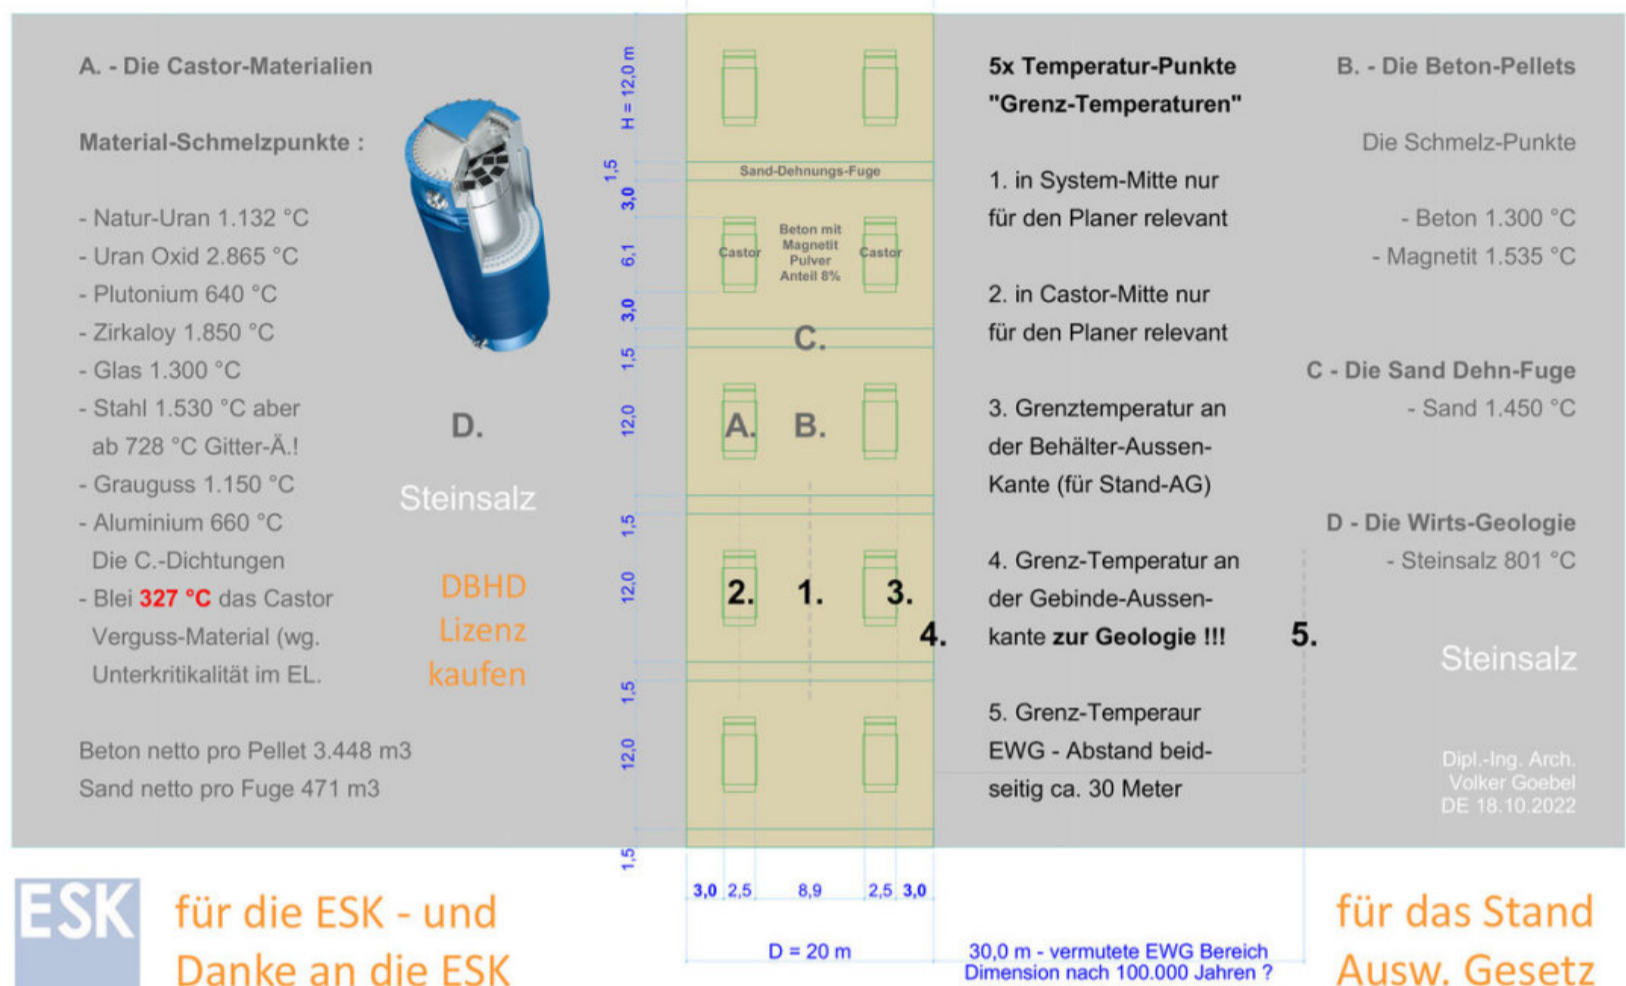 A. - Die Castor-Materialien
Material-Schmelzpunkte :
- Natur-Uran 1.132 °C
- Uran Oxid 2.865 °C
- Plutonium 640 °C
- Zirkaloy 1.850 °C
- Glas 1.300 °C
- Stahl 1.530 °C aber
ab 728 °C Gitter-Ä.!
- Grauguss 1.150 °C
- Aluminium 660 °C
Die C.-Dichtungen
- Blei 327 °C das Castor
Verguss-Material (wg.
Unterkritikalität im EL.
Beton netto pro Pellet 3.448 m3
Sand netto pro Fuge 471 m3
D.
Steinsalz
DBHD
Lizenz
kaufen
H = 12,0 m
1,5
3,0
6,1
3,0
1,5
12,0
1,5
12,0
1,5
12,0
1,5
Sand-Dehnungs-Fuge
Castor
Beton mit
Magnetit
Pulver
Anteil 8%
Castor
C.
A.
B.
2.
1.
3.
4.
3,0
2,5
8,9
2,5
3,0
D = 20 m
5x Temperatur-Punkte
"Grenz-Temperaturen"
1. in System-Mitte nur
für den Planer relevant
2. in Castor-Mitte nur
für den Planer relevant
3. Grenztemperatur an
der Behälter-Aussen-
Kante (für Stand-AG)
4. Grenz-Temperatur an
der Gebinde-Aussen-
kante zur Geologie !!!
5. Grenz-Temperaur
EWG - Abstand beid-
seitig ca. 30 Meter
5.
30,0 m - vermutete EWG Bereich
Dimension nach 100.000 Jahren ?
B. - Die Beton-Pellets
Die Schmelz-Punkte
- Beton 1.300 °C
- Magnetit 1.535 °C
C - Die Sand Dehn-Fuge
- Sand 1.450 °C
D - Die Wirts-Geologie
- Steinsalz 801 °C
Steinsalz
Dipl.-Ing. Arch.
Volker Goebel
DE 18.10.2022
ESK
für die ESK - und
Danke an die ESK
für das Stand
Ausw. Gesetz